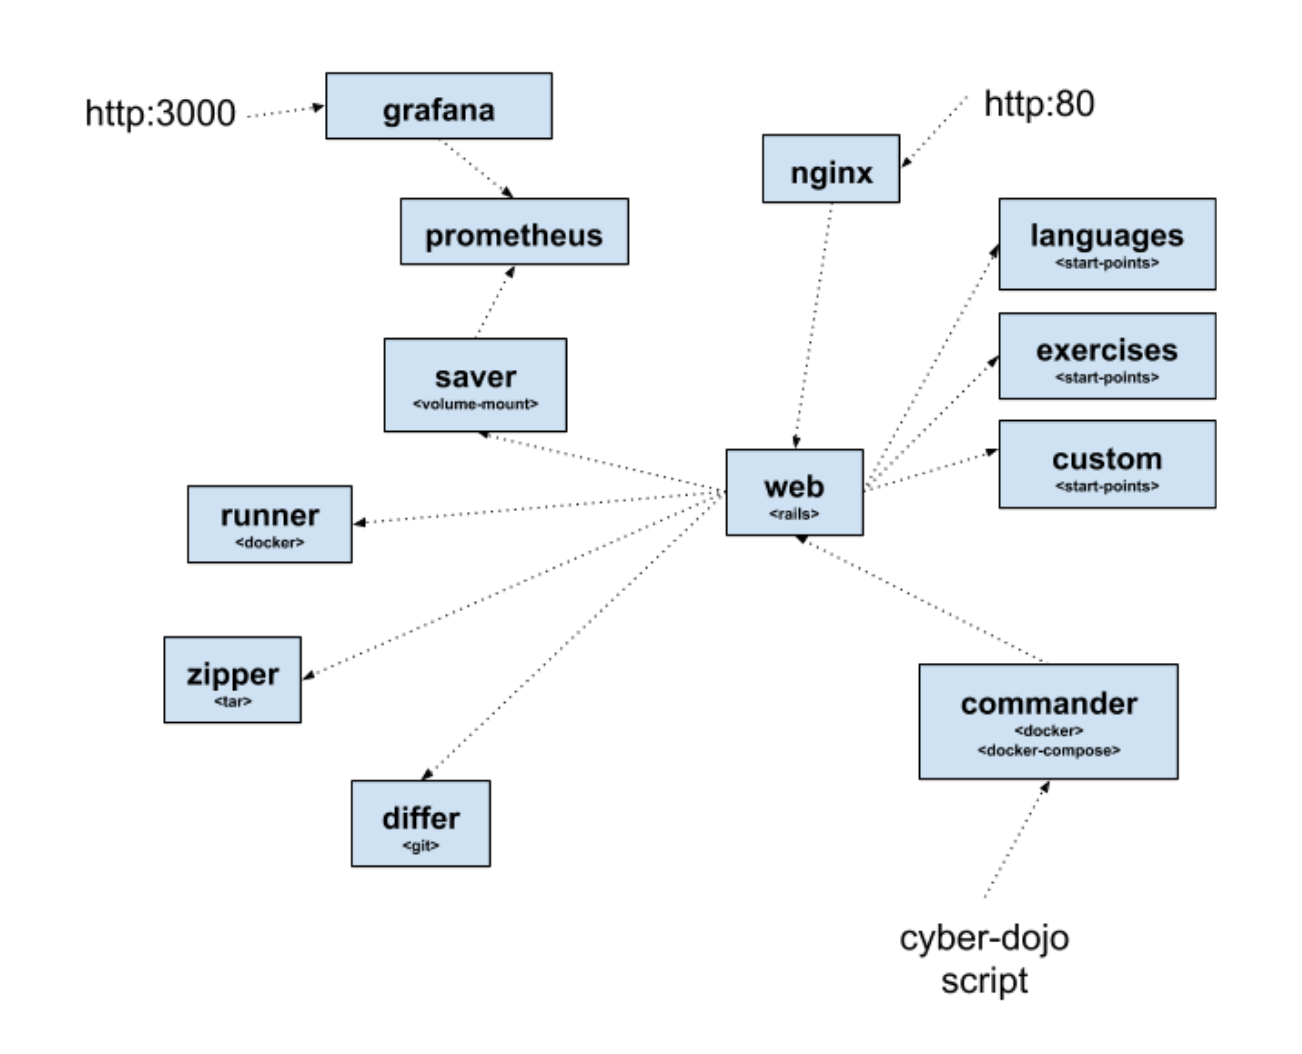 http:3000
grafana
http:80
nginx
prometheus
languages
<start-points>
exercises
<start-points>
saver
<volume-mount>
custom
<start-points>
web
<rails>
runner
<docker>
zipper
<tar>
commander
<docker>
<docker-compose>
differ
<git>
cyber-dojo
script